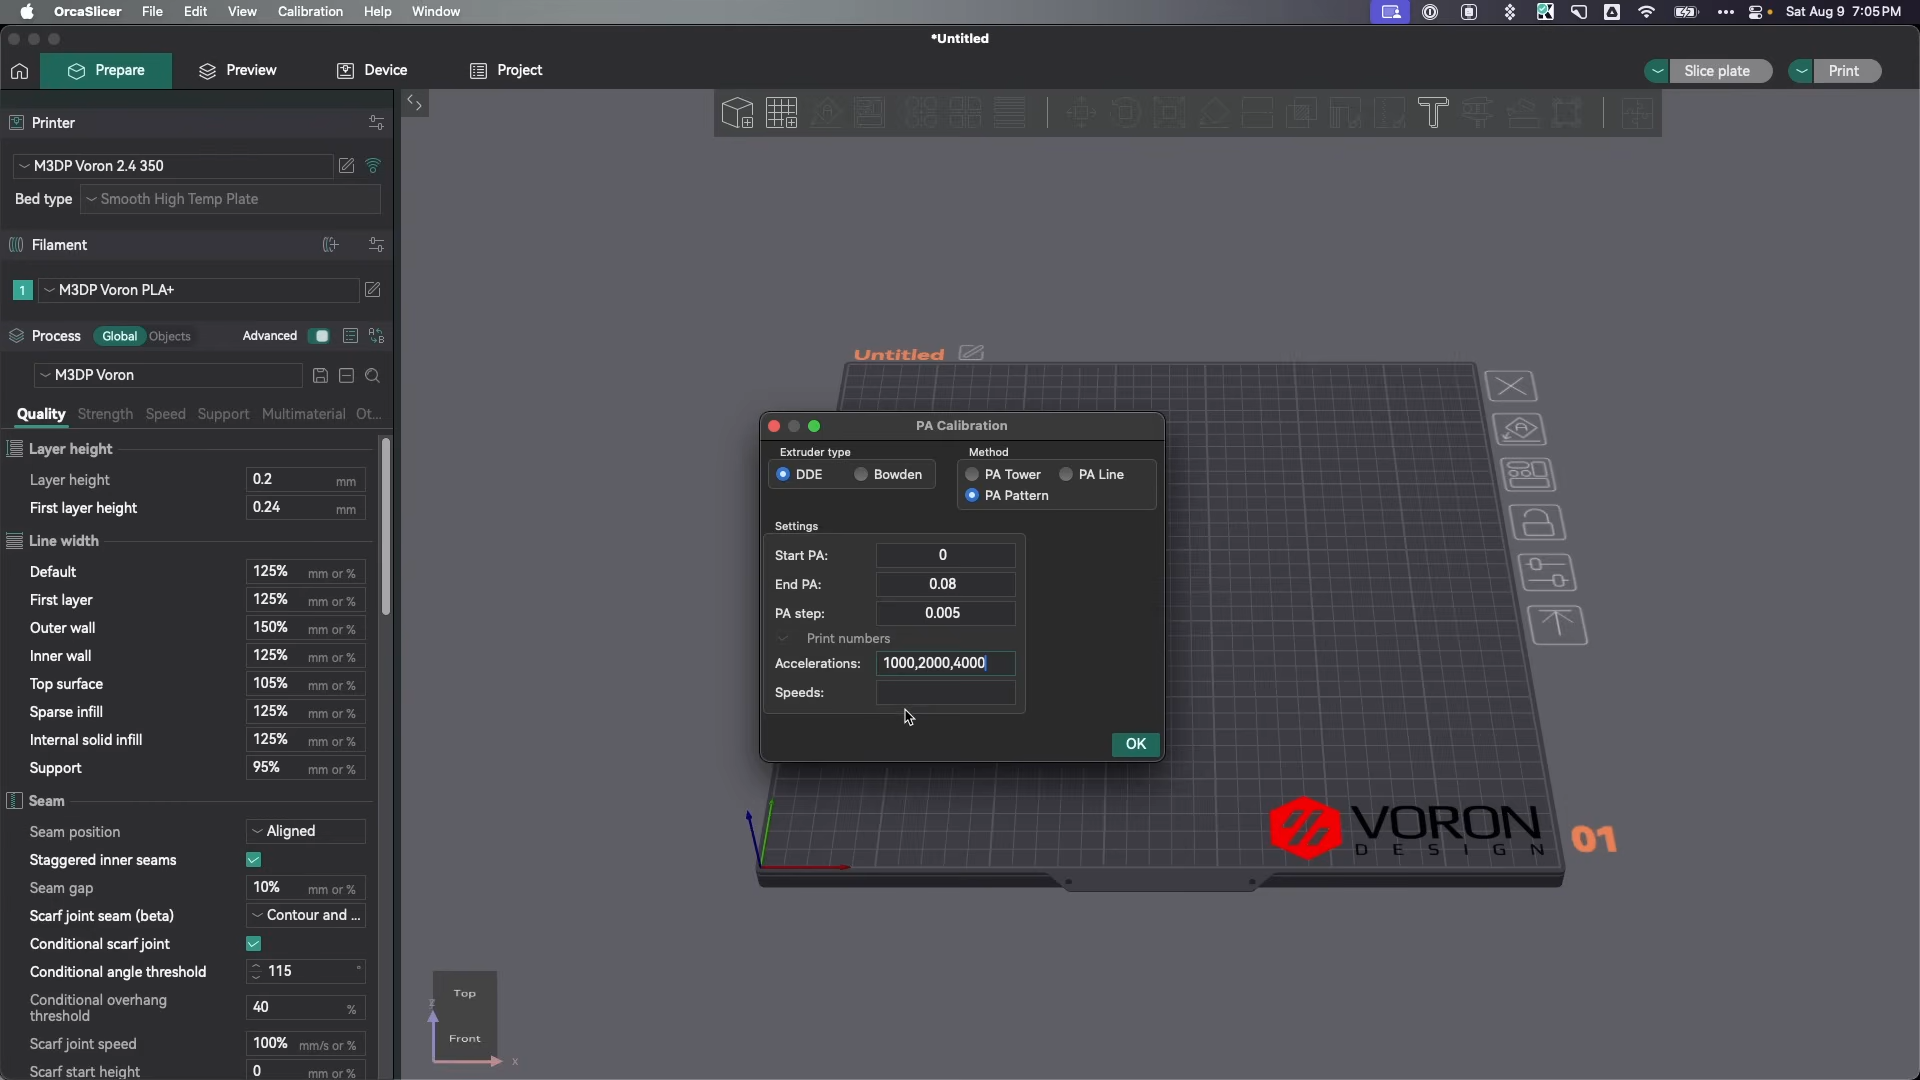 OrcaSlicer File Edit View Calibration Help Window Sat Aug 9 7:05 PM
*Untitled
Prepare Preview Device Project Slice plate Print
Printer
M3DP Voron 2.4 350
Bed type Smooth High Temp Plate
Filament
1 M3DP Voron PLA+
Process Global Objects Advanced
M3DP Voron
Quality Strength Speed Support Multimaterial Ot...
Layer height
Layer height 0.2 mm
First layer height 0.24 mm
Line width
Default 125% mm or %
First layer 125% mm or %
Outer wall 150% mm or %
Inner wall 125% mm or %
Top surface 105% mm or %
Sparse infill 125% mm or %
Internal solid infill 125% mm or %
Support 95% mm or %
Seam
Seam position Aligned
Staggered inner seams
Seam gap 10% mm or %
Scarf joint seam (beta) Contour and ...
Conditional scarf joint
Conditional angle threshold 115 °
Conditional overhang
threshold 40 %
Scarf joint speed 100% mm/s or %
Scarf start height 0 mm or %
Untitled
PA Calibration
Extruder type Method
DDE Bowden PA Tower PA Line
PA Pattern
Settings
Start PA: 0
End PA: 0.08
PA step: 0.005
Print numbers
Accelerations: 1000,2000,4000
Speeds:
OK
VORON
DESIGN
01
Top
z
Front
x